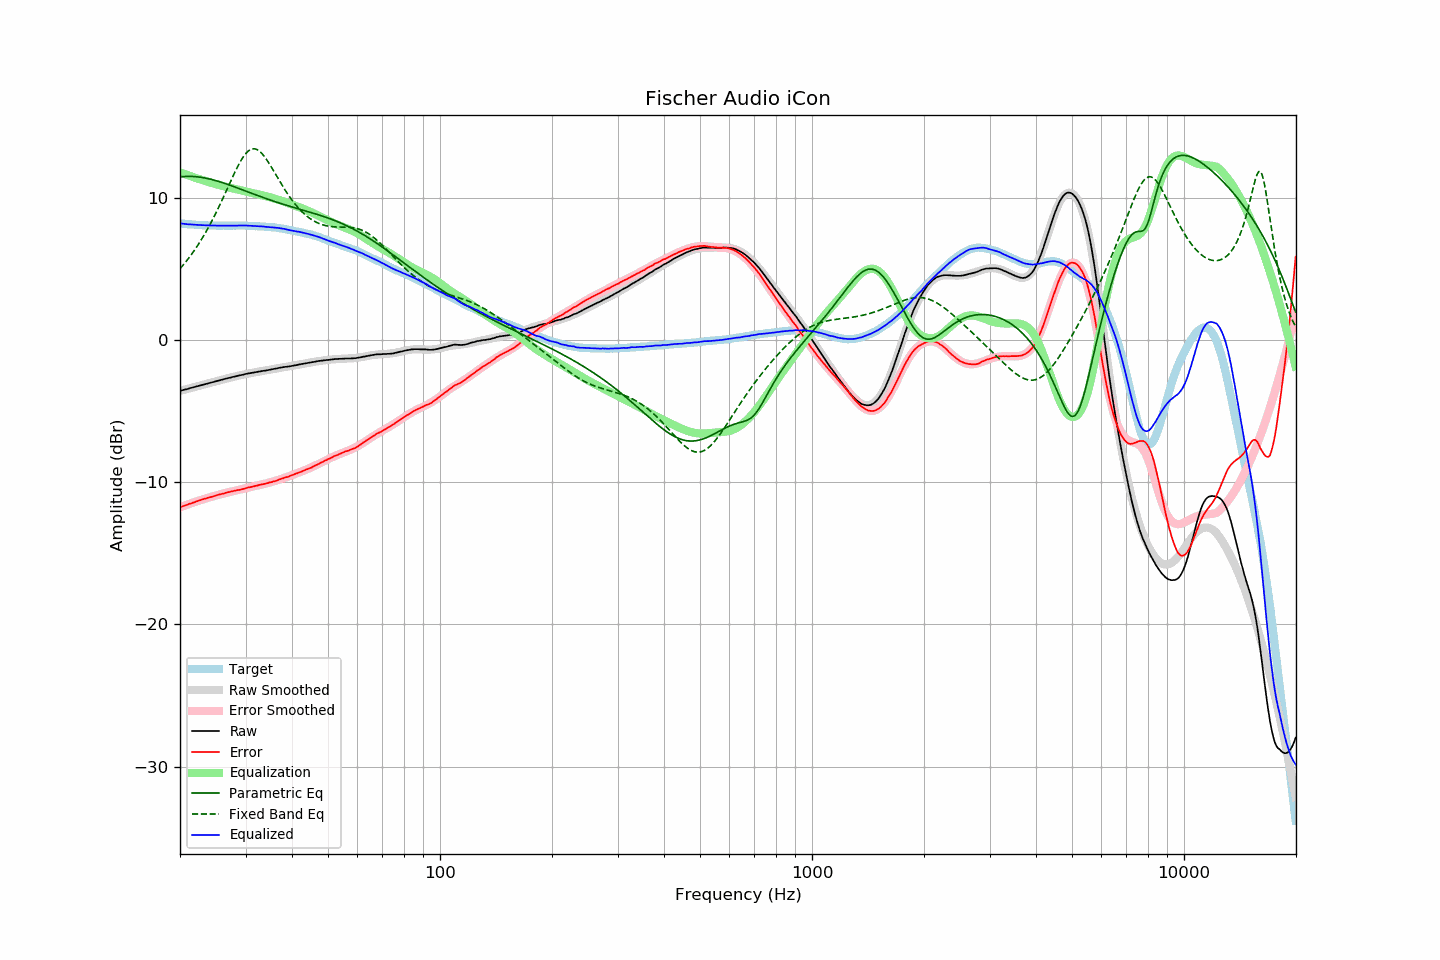 Fischer Audio iCon
10
0
−10
−20
−30
Amplitude (dBr)
Target
Raw Smoothed
Error Smoothed
Raw
Error
Equalization
Parametric Eq
Fixed Band Eq
Equalized
100
1000
10000
Frequency (Hz)